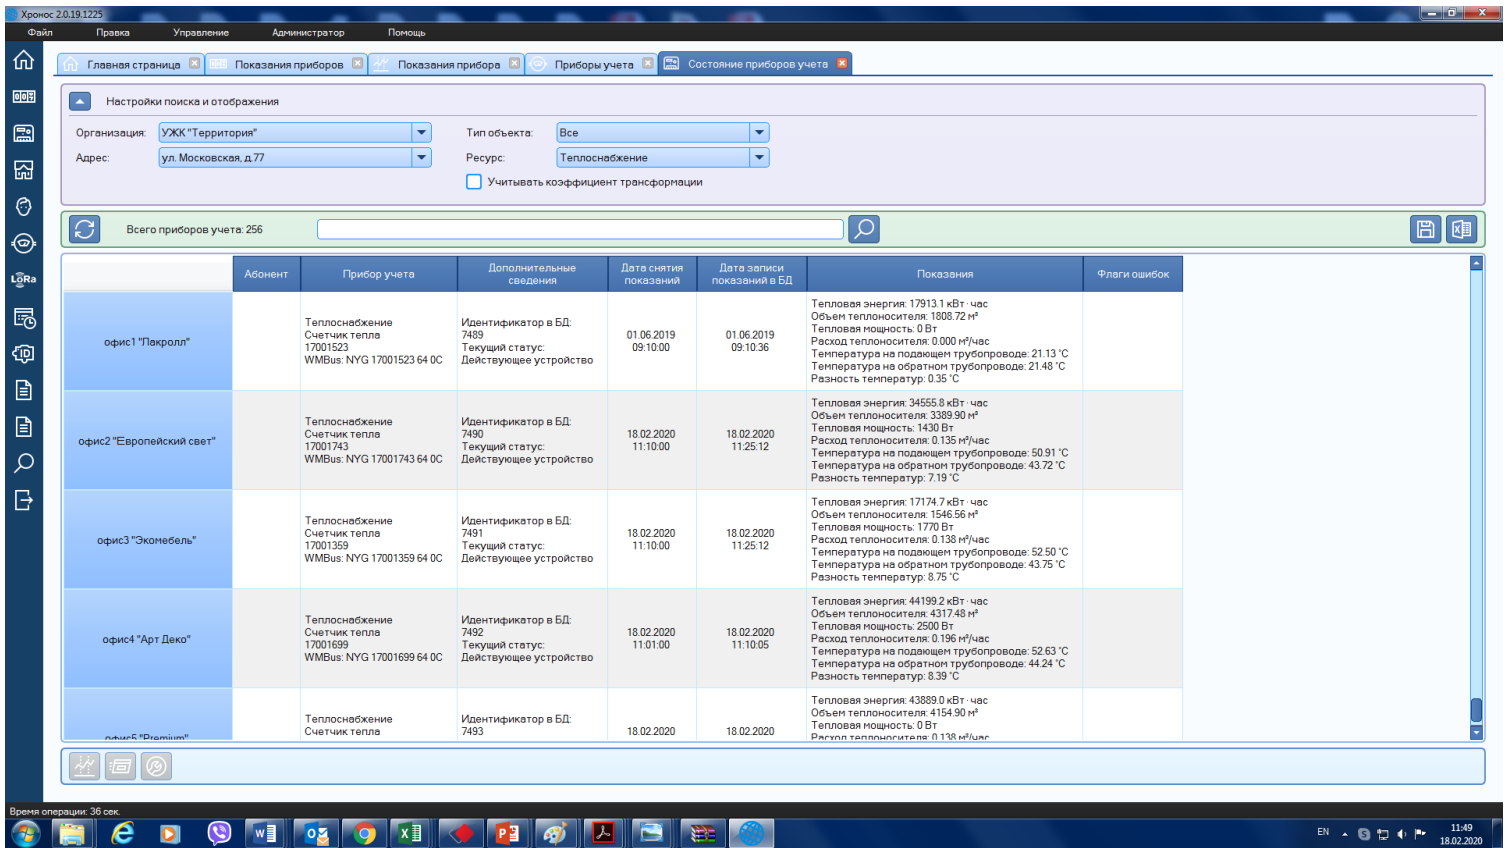 Хронос 2.0.19.1225
Файл Правка Управление Администратор Помощь
Главная страница Показания приборов Показания прибора Приборы учета Состояние приборов учета
Настройки поиска и отображения
Организация: УЖК "Территория" Тип объекта: Все
Адрес: ул. Московская, д.77 Ресурс: Теплоснабжение
Учитывать коэффициент трансформации
Всего приборов учета: 256
LoRa
ID
Абонент Прибор учета Дополнительные сведения Дата снятия показаний Дата записи показаний в БД Показания Флаги ошибок
офис1 "Пакролл"
Теплоснабжение
Счетчик тепла
17001523
WMBus: NYG 17001523 64 0C
Идентификатор в БД:
7489
Текущий статус:
Действующее устройство
01.06.2019
09:10:00
01.06.2019
09:10:36
Тепловая энергия: 17913.1 кВт·час
Объем теплоносителя: 1808.72 м³
Тепловая мощность: 0 Вт
Расход теплоносителя: 0.000 м³/час
Температура на подающем трубопроводе: 21.13 °C
Температура на обратном трубопроводе: 21.48 °C
Разность температур: 0.35 °C
офис2 "Европейский свет"
Теплоснабжение
Счетчик тепла
17001743
WMBus: NYG 17001743 64 0C
Идентификатор в БД:
7490
Текущий статус:
Действующее устройство
18.02.2020
11:10:00
18.02.2020
11:25:12
Тепловая энергия: 34555.8 кВт·час
Объем теплоносителя: 3389.90 м³
Тепловая мощность: 1430 Вт
Расход теплоносителя: 0.135 м³/час
Температура на подающем трубопроводе: 50.91 °C
Температура на обратном трубопроводе: 43.72 °C
Разность температур: 7.19 °C
офис3 "Экомебель"
Теплоснабжение
Счетчик тепла
17001359
WMBus: NYG 17001359 64 0C
Идентификатор в БД:
7491
Текущий статус:
Действующее устройство
18.02.2020
11:10:00
18.02.2020
11:25:12
Тепловая энергия: 17174.7 кВт·час
Объем теплоносителя: 1546.56 м³
Тепловая мощность: 1770 Вт
Расход теплоносителя: 0.138 м³/час
Температура на подающем трубопроводе: 52.50 °C
Температура на обратном трубопроводе: 43.75 °C
Разность температур: 8.75 °C
офис4 "Арт Деко"
Теплоснабжение
Счетчик тепла
17001699
WMBus: NYG 17001699 64 0C
Идентификатор в БД:
7492
Текущий статус:
Действующее устройство
18.02.2020
11:01:00
18.02.2020
11:10:05
Тепловая энергия: 44199.2 кВт·час
Объем теплоносителя: 4317.48 м³
Тепловая мощность: 2500 Вт
Расход теплоносителя: 0.196 м³/час
Температура на подающем трубопроводе: 52.63 °C
Температура на обратном трубопроводе: 44.24 °C
Разность температур: 8.39 °C
офис5 "Premium"
Теплоснабжение
Счетчик тепла
Идентификатор в БД:
7493
18.02.2020
18.02.2020
Тепловая энергия: 43889.0 кВт·час
Объем теплоносителя: 4154.90 м³
Тепловая мощность: 0 Вт
Расход теплоносителя: 0.138 м³/час
Время операции: 36 сек.
EN
11:49
18.02.2020